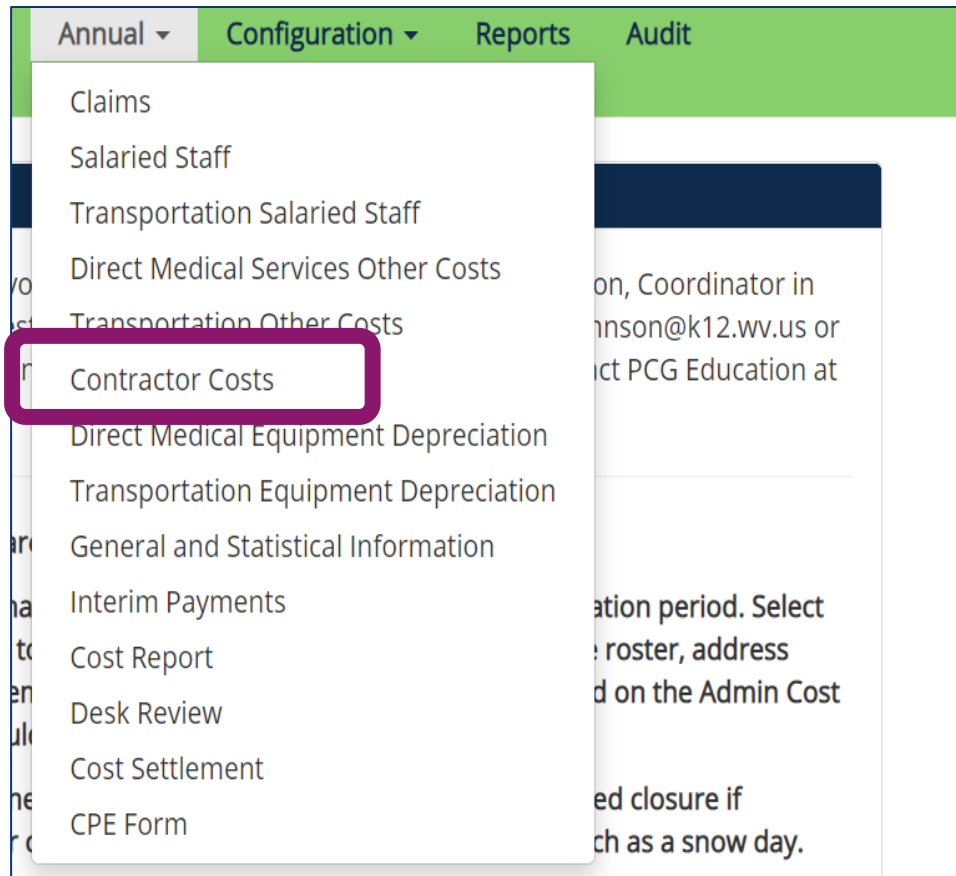 Annual Configuration Reports Audit
Claims
Salaried Staff
Transportation Salaried Staff
Direct Medical Services Other Costs
on, Coordinator in
Transportation Other Costs
nnson@k12.wv.us or
Contractor Costs
act PCG Education at
Direct Medical Equipment Depreciation
Transportation Equipment Depreciation
General and Statistical Information
Interim Payments
ation period. Select
Cost Report
roster, address
Desk Review
d on the Admin Cost
Cost Settlement
ed closure if
CPE Form
ch as a snow day.